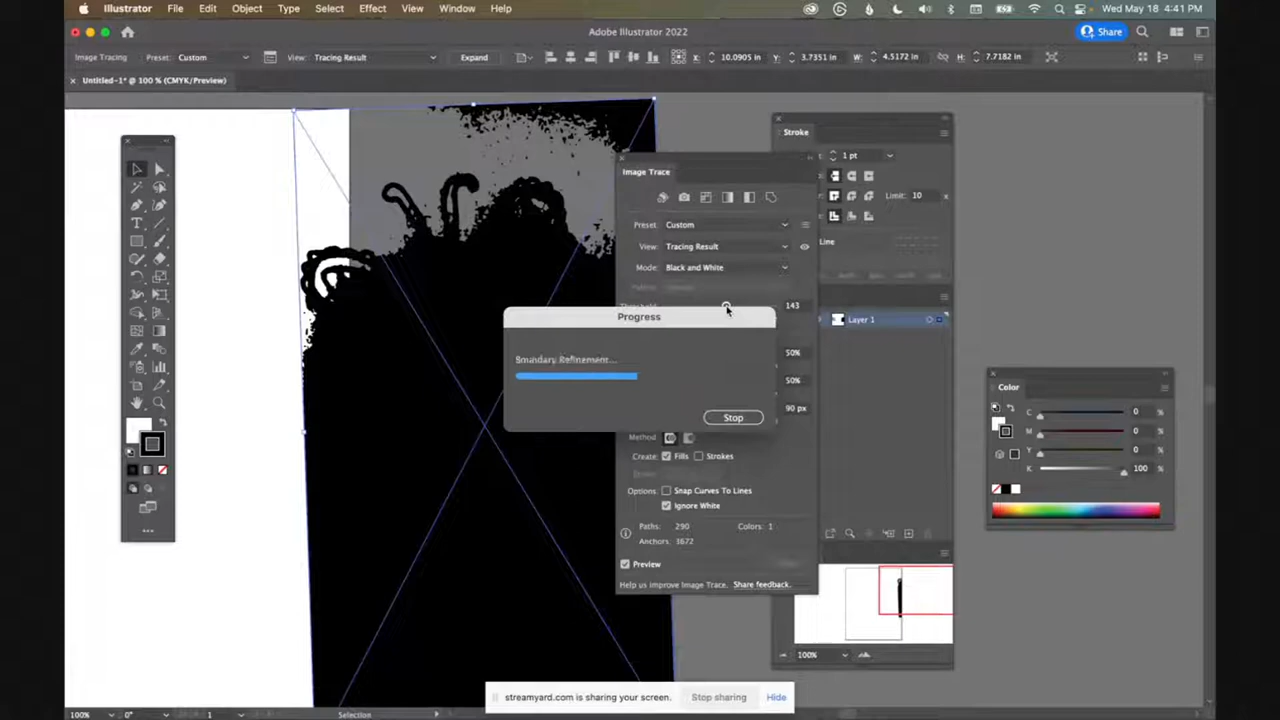 Illustrator File Edit Object Type Select Effect View Window Help
Wed May 18 4:41 PM
Adobe Illustrator 2022
Share
Image Tracing Preset: Custom View: Tracing Result Expand X: 10.0905 in Y: 3.7351 in W: 4.5172 in H: 7.7182 in
Untitled-1* @ 100 % (CMYK/Preview)
Stroke
1 pt
Limit: 10 x
Line
Image Trace
Preset: Custom
View: Tracing Result
Mode: Black and White
Threshold: 143
50%
50%
90 px
Method
Create: Fills Strokes
Options: Snap Curves To Lines
Ignore White
Paths: 290 Colors: 1
Anchors: 3672
Preview
Help us improve Image Trace. Share feedback.
Progress
Boundary Refinement...
Stop
Layer 1
Color
C 0 %
M 0 %
Y 0 %
K 100 %
100%
streamyard.com is sharing your screen. Stop sharing Hide
100% 0° 1 Selection